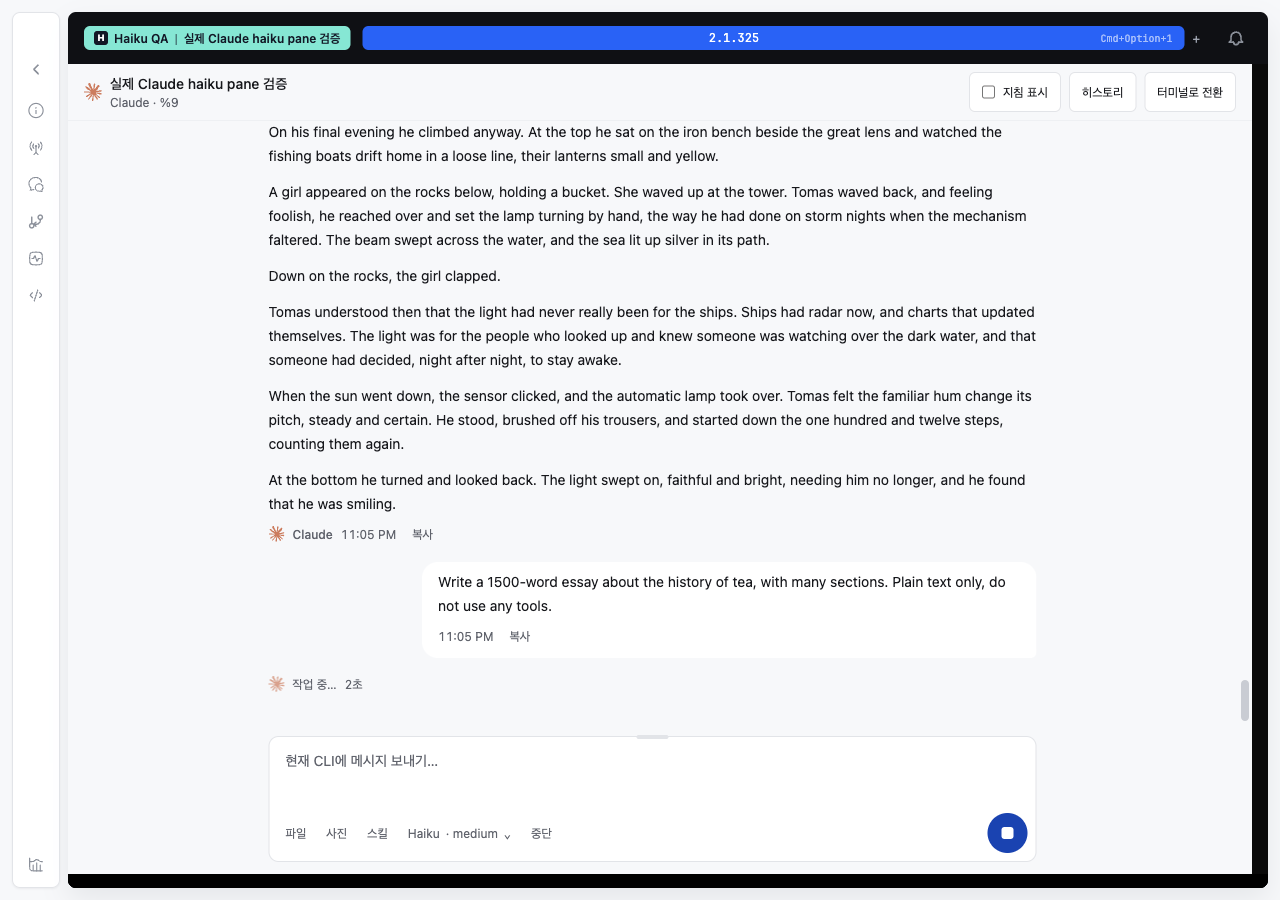 H Haiku QA | 실제 Claude haiku pane 검증
2.1.325
Cmd+Option+1
+
실제 Claude haiku pane 검증
Claude · %9
지침 표시
히스토리
터미널로 전환
On his final evening he climbed anyway. At the top he sat on the iron bench beside the great lens and watched the
fishing boats drift home in a loose line, their lanterns small and yellow.
A girl appeared on the rocks below, holding a bucket. She waved up at the tower. Tomas waved back, and feeling
foolish, he reached over and set the lamp turning by hand, the way he had done on storm nights when the mechanism
faltered. The beam swept across the water, and the sea lit up silver in its path.
Down on the rocks, the girl clapped.
Tomas understood then that the light had never really been for the ships. Ships had radar now, and charts that updated
themselves. The light was for the people who looked up and knew someone was watching over the dark water, and that
someone had decided, night after night, to stay awake.
When the sun went down, the sensor clicked, and the automatic lamp took over. Tomas felt the familiar hum change its
pitch, steady and certain. He stood, brushed off his trousers, and started down the one hundred and twelve steps,
counting them again.
At the bottom he turned and looked back. The light swept on, faithful and bright, needing him no longer, and he found
that he was smiling.
Claude 11:05 PM 복사
Write a 1500-word essay about the history of tea, with many sections. Plain text only, do
not use any tools.
11:05 PM 복사
작업 중... 2초
현재 CLI에 메시지 보내기...
파일 사진 스킬 Haiku · medium 중단